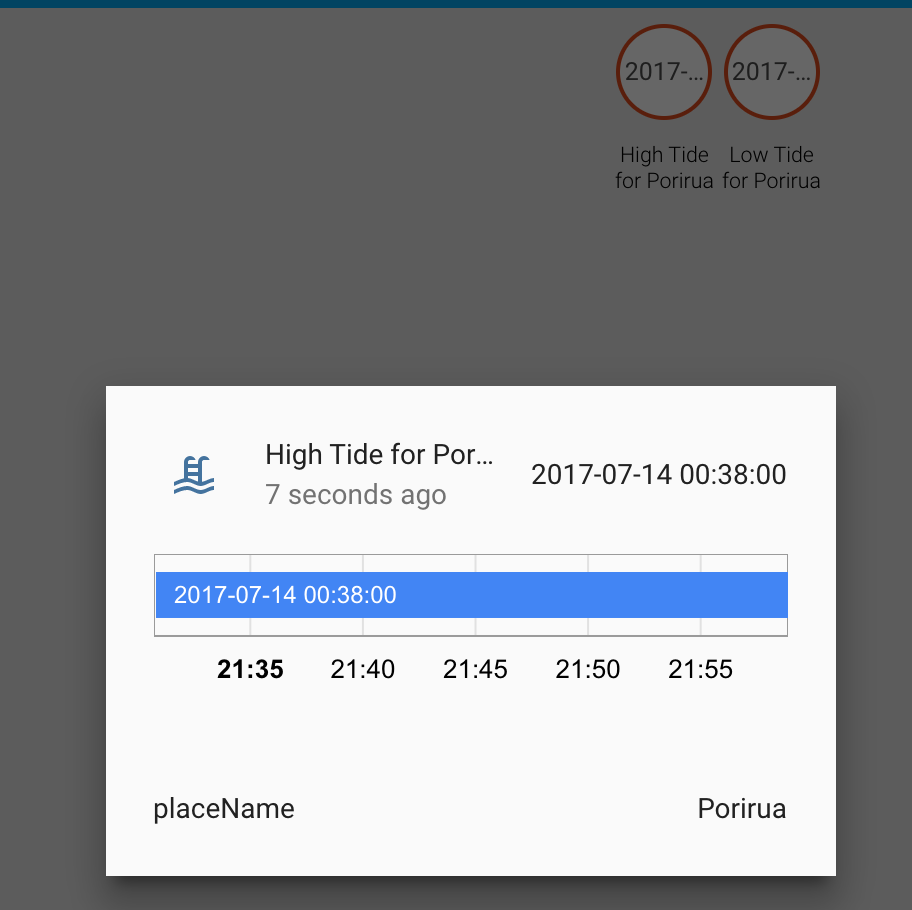 2017-... 2017-...
High Tide Low Tide
for Porirua for Porirua
High Tide for Por...
7 seconds ago
2017-07-14 00:38:00
2017-07-14 00:38:00
21:35 21:40 21:45 21:50 21:55
placeName Porirua